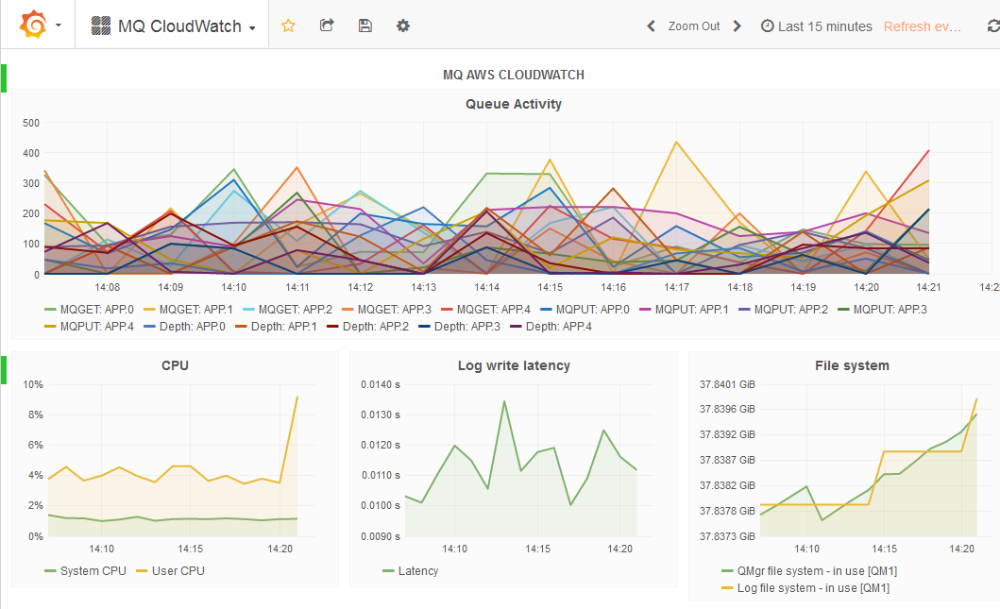 MQ CloudWatch
Zoom Out
Last 15 minutes
Refresh ev...
MQ AWS CLOUDWATCH
Queue Activity
500
400
300
200
100
0
14:08 14:09 14:10 14:11 14:12 14:13 14:14 14:15 14:16 14:17 14:18 14:19 14:20 14:21 14:22
MQGET: APP.0 MQGET: APP.1 MQGET: APP.2 MQGET: APP.3 MQGET: APP.4 MQPUT: APP.0 MQPUT: APP.1 MQPUT: APP.2 MQPUT: APP.3
MQPUT: APP.4 Depth: APP.0 Depth: APP.1 Depth: APP.2 Depth: APP.3 Depth: APP.4
CPU
10%
8%
6%
4%
2%
0%
14:10 14:15 14:20
System CPU User CPU
Log write latency
0.0140 s
0.0130 s
0.0120 s
0.0110 s
0.0100 s
0.0090 s
14:10 14:15 14:20
Latency
File system
37.8401 GiB
37.8396 GiB
37.8392 GiB
37.8387 GiB
37.8382 GiB
37.8378 GiB
37.8373 GiB
14:10 14:15 14:20
QMgr file system - in use [QM1]
Log file system - in use [QM1]